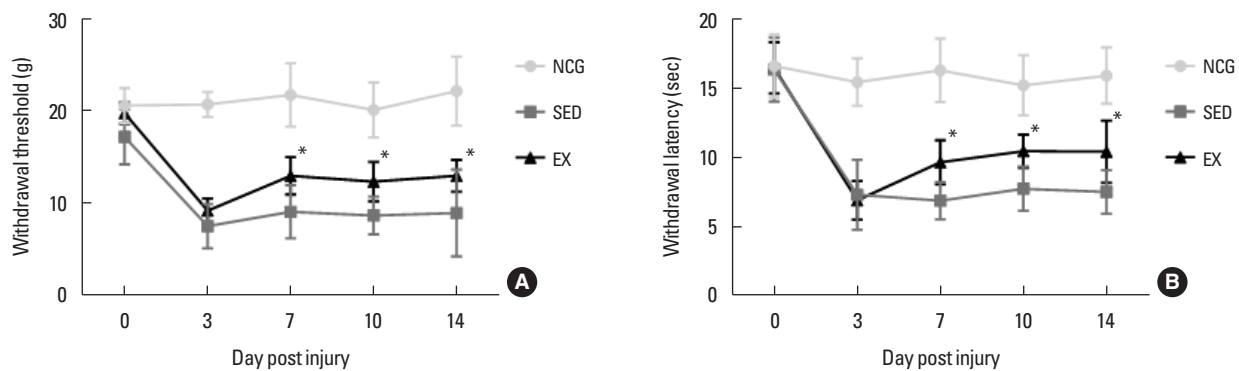 30
20
10
0
Withdrawal threshold (g)
0 3 7 10 14
Day post injury
* * *
NCG
SED
EX
A
20
15
10
5
0
Withdrawal latency (sec)
0 3 7 10 14
Day post injury
* * *
NCG
SED
EX
B